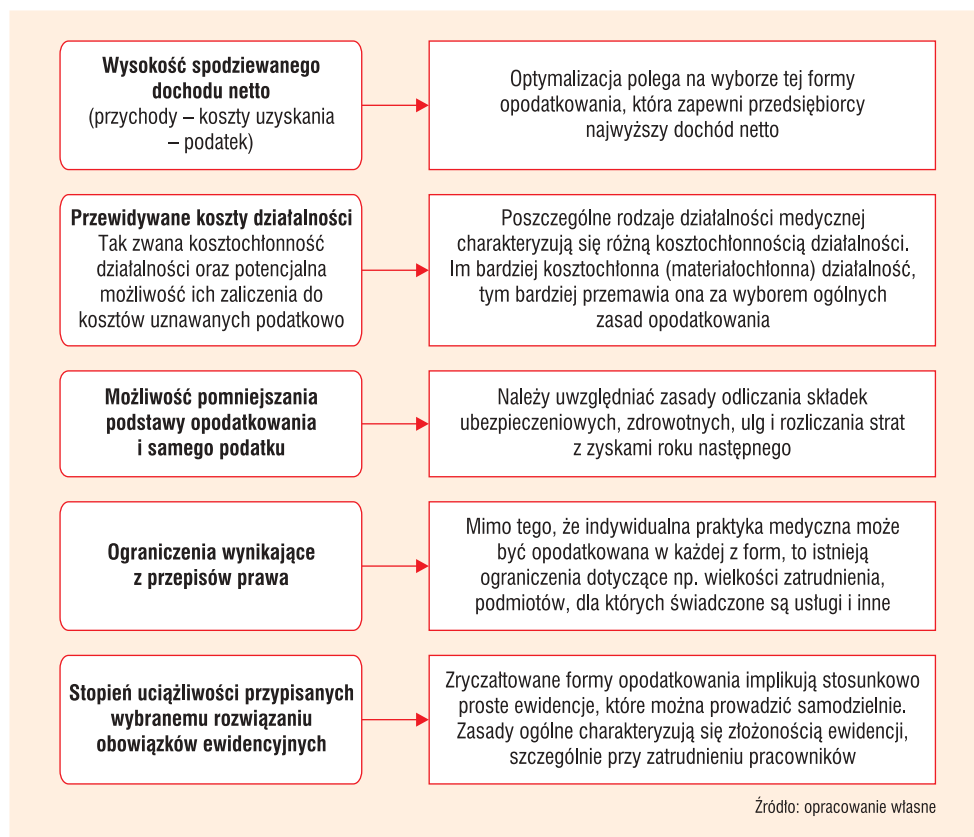 Wysokość spodziewanego
dochodu netto
(przychody – koszty uzyskania
– podatek)
Optymalizacja polega na wyborze tej formy
opodatkowania, która zapewni przedsiębiorcy
najwyższy dochód netto
Przewidywane koszty działalności
Tak zwana kosztochłonność
działalności oraz potencjalna
możliwość ich zaliczenia do
kosztów uznawanych podatkowo
Poszczególne rodzaje działalności medycznej
charakteryzują się różną kosztochłonnością działalności.
Im bardziej kosztochłonna (materiałochłonna) działalność,
tym bardziej przemawia ona za wyborem ogólnych
zasad opodatkowania
Możliwość pomniejszania
podstawy opodatkowania
i samego podatku
Należy uwzględniać zasady odliczania składek
ubezpieczeniowych, zdrowotnych, ulg i rozliczania strat
z zyskami roku następnego
Ograniczenia wynikające
z przepisów prawa
Mimo tego, że indywidualna praktyka medyczna może
być opodatkowana w każdej z form, to istnieją
ograniczenia dotyczące np. wielkości zatrudnienia,
podmiotów, dla których świadczone są usługi i inne
Stopień uciążliwości przypisanych
wybranemu rozwiązaniu
obowiązków ewidencyjnych
Zryczałtowane formy opodatkowania implikują stosunkowo
proste ewidencje, które można prowadzić samodzielnie.
Zasady ogólne charakteryzują się złożonością ewidencji,
szczególnie przy zatrudnieniu pracowników
Źródło: opracowanie własne